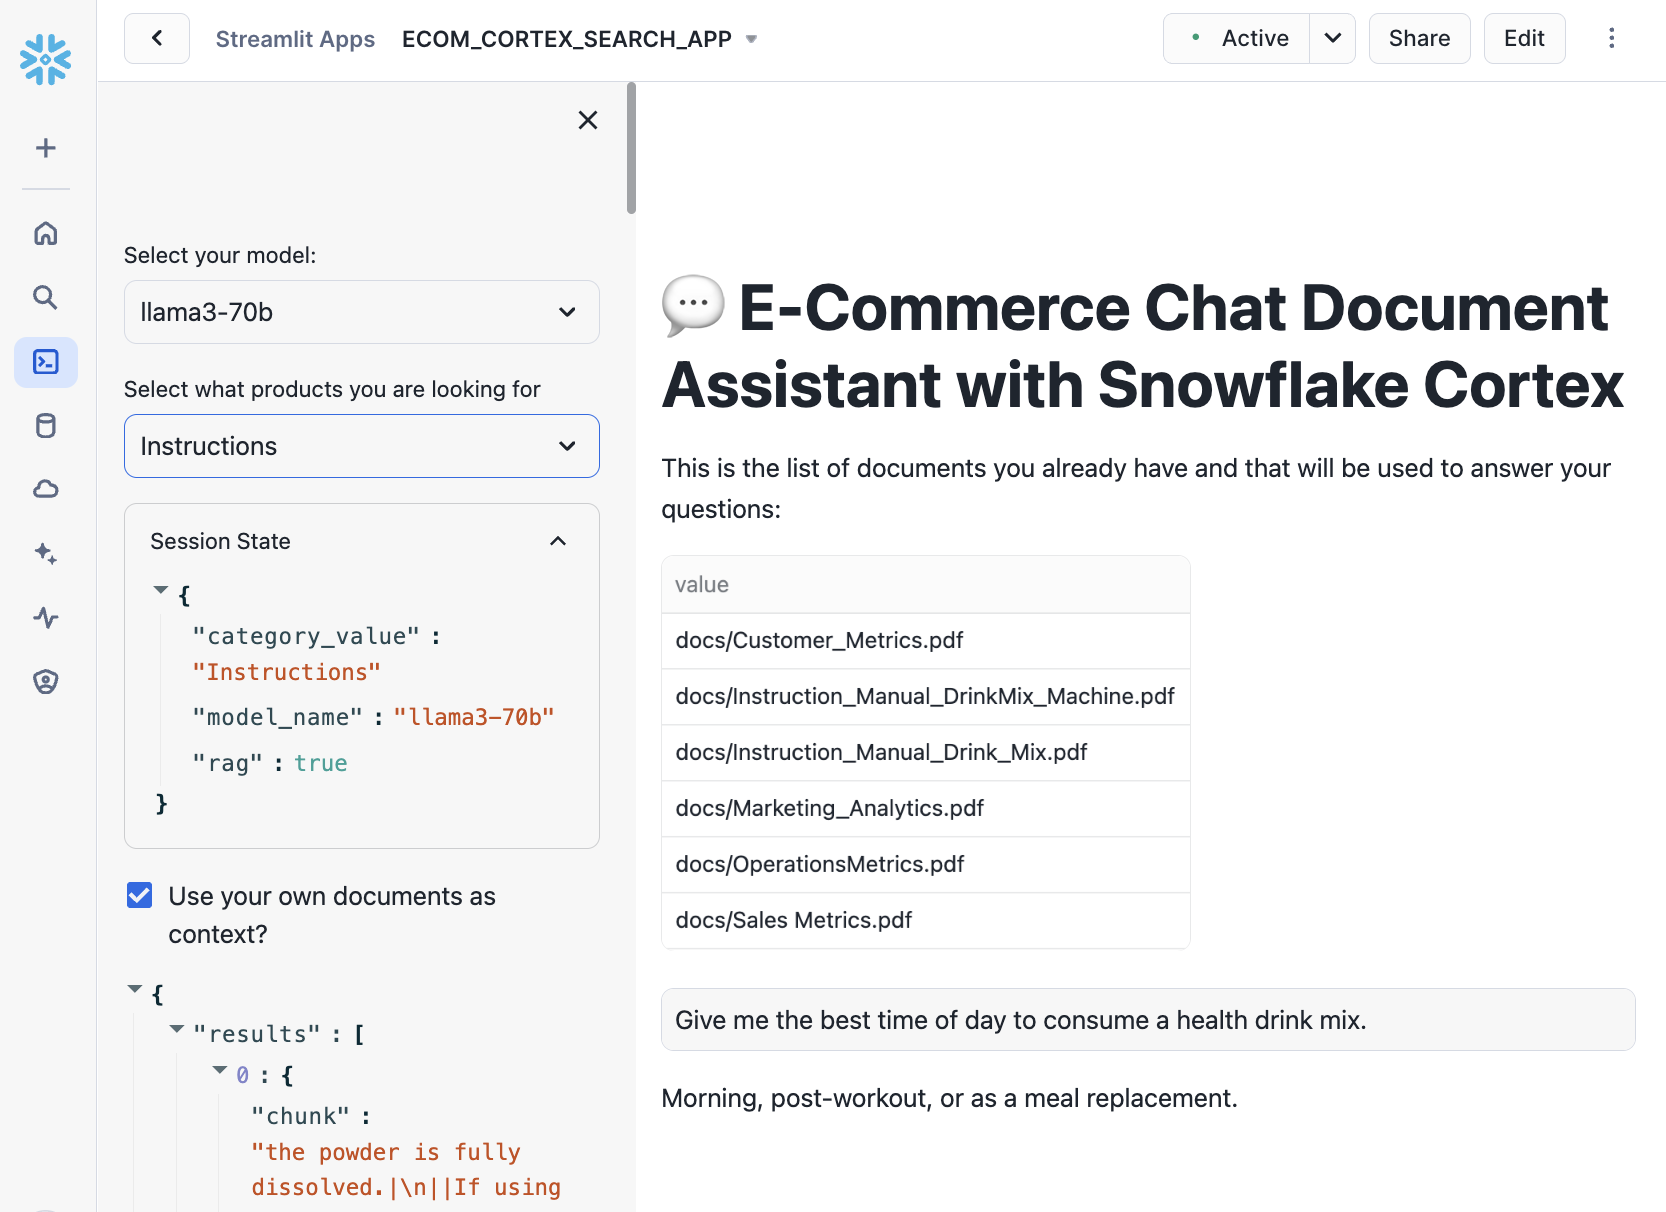 Streamlit Apps ECOM_CORTEX_SEARCH_APP
Active
Share
Edit
Select your model:
llama3-70b
Select what products you are looking for
Instructions
Session State
{
"category_value" :
"Instructions"
"model_name" : "llama3-70b"
"rag" : true
}
Use your own documents as
context?
{
"results" : [
0 : {
"chunk" :
"the powder is fully
dissolved.|\n||If using
E-Commerce Chat Document
Assistant with Snowflake Cortex
This is the list of documents you already have and that will be used to answer your
questions:
value
docs/Customer_Metrics.pdf
docs/Instruction_Manual_DrinkMix_Machine.pdf
docs/Instruction_Manual_Drink_Mix.pdf
docs/Marketing_Analytics.pdf
docs/OperationsMetrics.pdf
docs/Sales Metrics.pdf
Give me the best time of day to consume a health drink mix.
Morning, post-workout, or as a meal replacement.